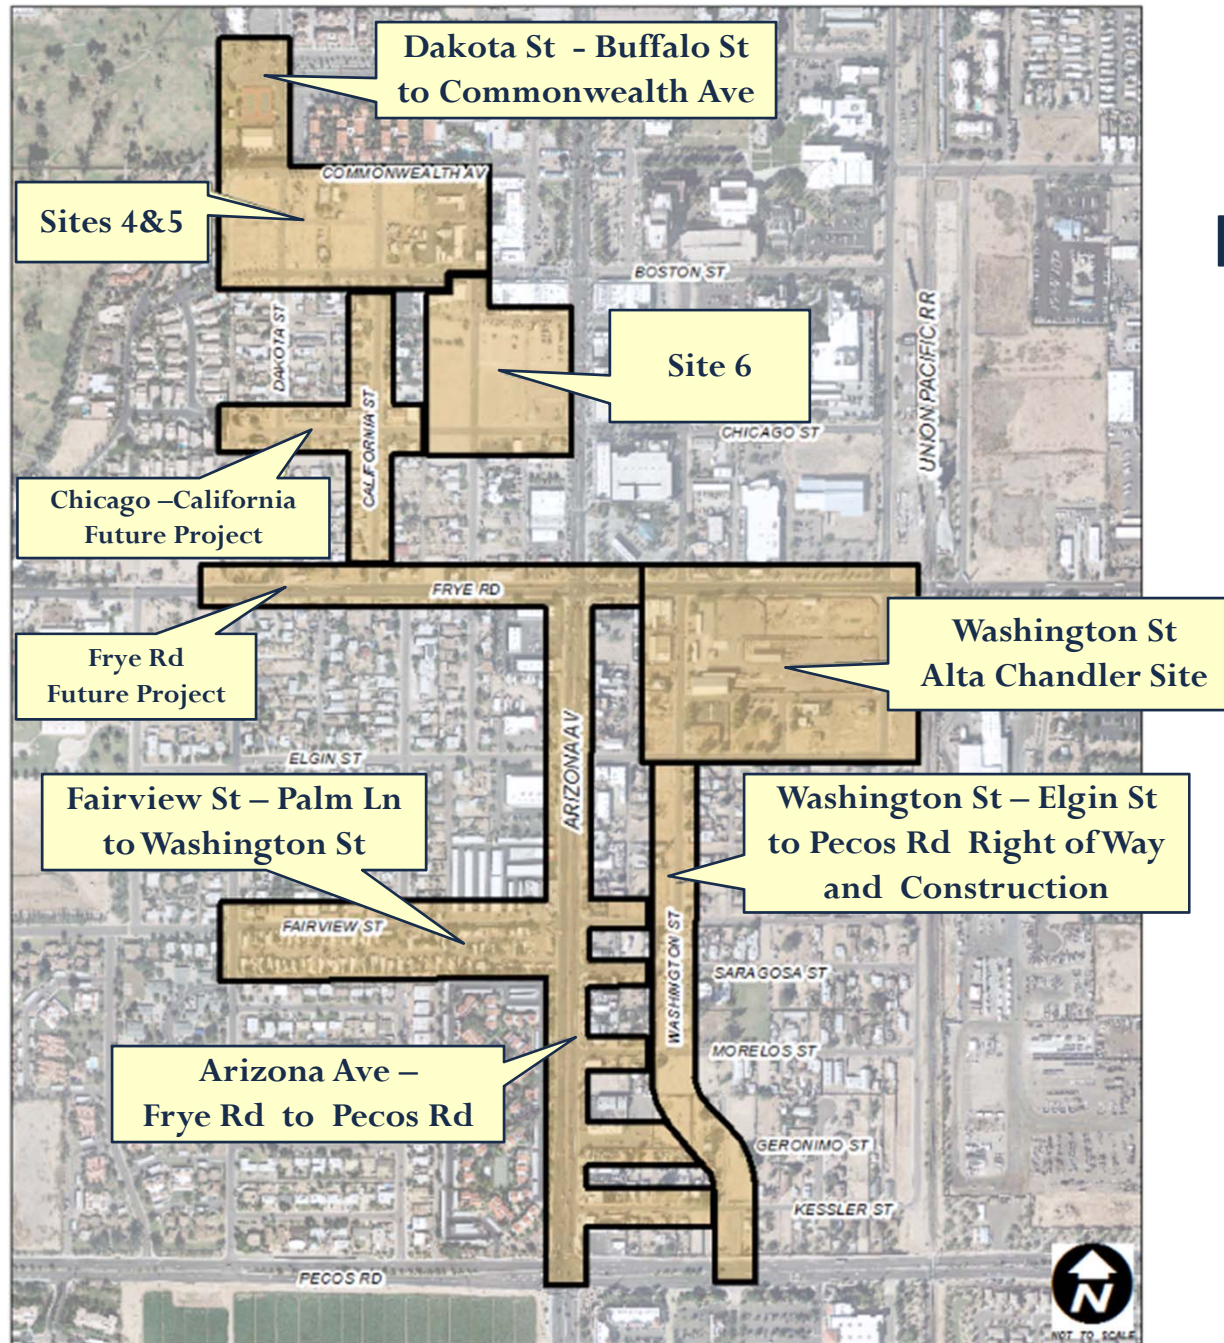 Dakota St - Buffalo St
to Commonwealth Ave
COMMONWEALTH AV
Sites 4&5
BOSTON ST
DAKOTA ST
UNION PACIFIC RR
Site 6
CALIFORNIA ST
CHICAGO ST
Chicago –California
Future Project
FRYE RD
Washington St
Alta Chandler Site
Frye Rd
Future Project
ARIZONA AV
ELGIN ST
Fairview St – Palm Ln
to Washington St
Washington St – Elgin St
to Pecos Rd Right of Way
and Construction
FAIRVIEW ST
WASHINGTON ST
SARAGOSA ST
MORELOS ST
Arizona Ave –
Frye Rd to Pecos Rd
GERONIMO ST
KESSLER ST
PECOS RD
N
NOT TO SCALE